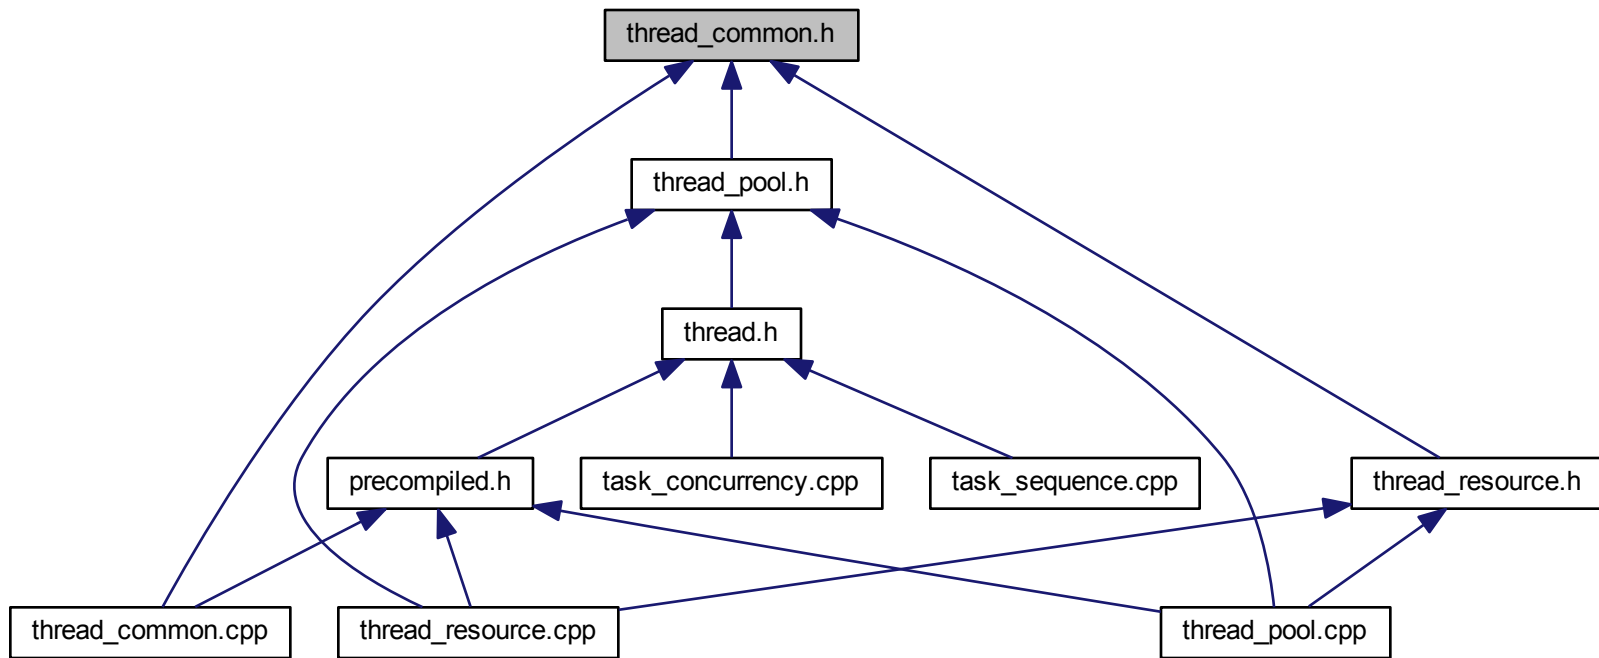 thread_common.h
thread_pool.h
thread.h
precompiled.h
task_concurrency.cpp
task_sequence.cpp
thread_resource.h
thread_common.cpp
thread_resource.cpp
thread_pool.cpp